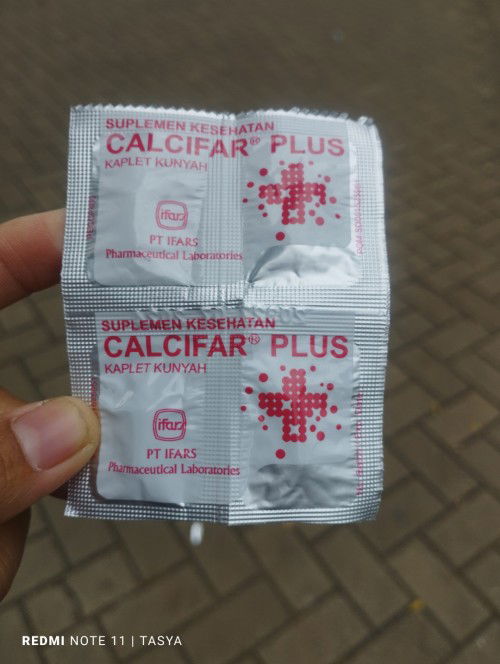 SUPLEMEN KESEHATAN
CALCIFAR® PLUS
KAPLET KUNYAH
ifars
PT IFARS
Pharmaceutical Laboratories
SUPLEMEN KESEHATAN
CALCIFAR® PLUS
KAPLET KUNYAH
ifars
PT IFARS
Pharmaceutical Laboratories
REDMI NOTE 11 | TASYA